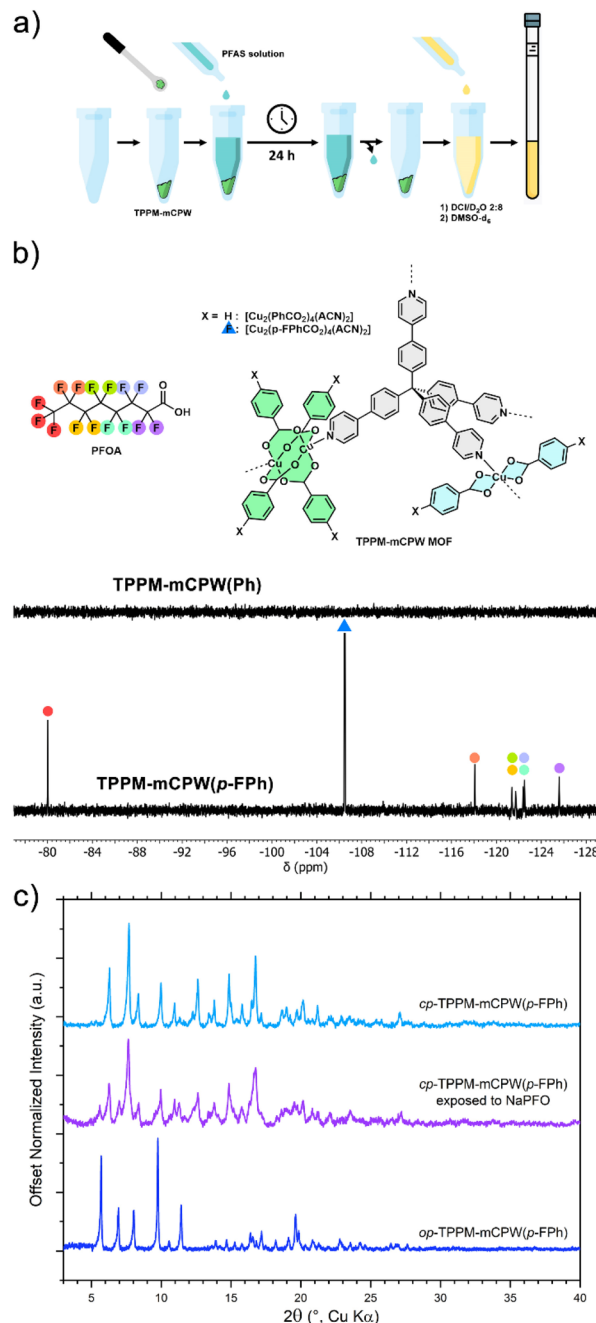 a)
PFAS solution
24 h
TPPM-mCPW
1) DCl/D₂O 2:8
2) DMSO-d₆
b)
X = H : [Cu₂(PhCO₂)₄(ACN)₂]
F : [Cu₂(p-FPhCO₂)₄(ACN)₂]
F F F F F F F F F F F F F F F
O
OH
PFOA
N
N
N
N
X X X X X X
O O O O O O O O
Cu Cu
O O O O
Cu
TPPM-mCPW MOF
TPPM-mCPW(Ph)
TPPM-mCPW(p-FPh)
-80 -84 -88 -92 -96 -100 -104 -108 -112 -116 -120 -124 -128
δ (ppm)
c)
Offset Normalized Intensity (a.u.)
cp-TPPM-mCPW(p-FPh)
cp-TPPM-mCPW(p-FPh)
exposed to NaPFO
op-TPPM-mCPW(p-FPh)
5 10 15 20 25 30 35 40
2θ (°, Cu Kα)